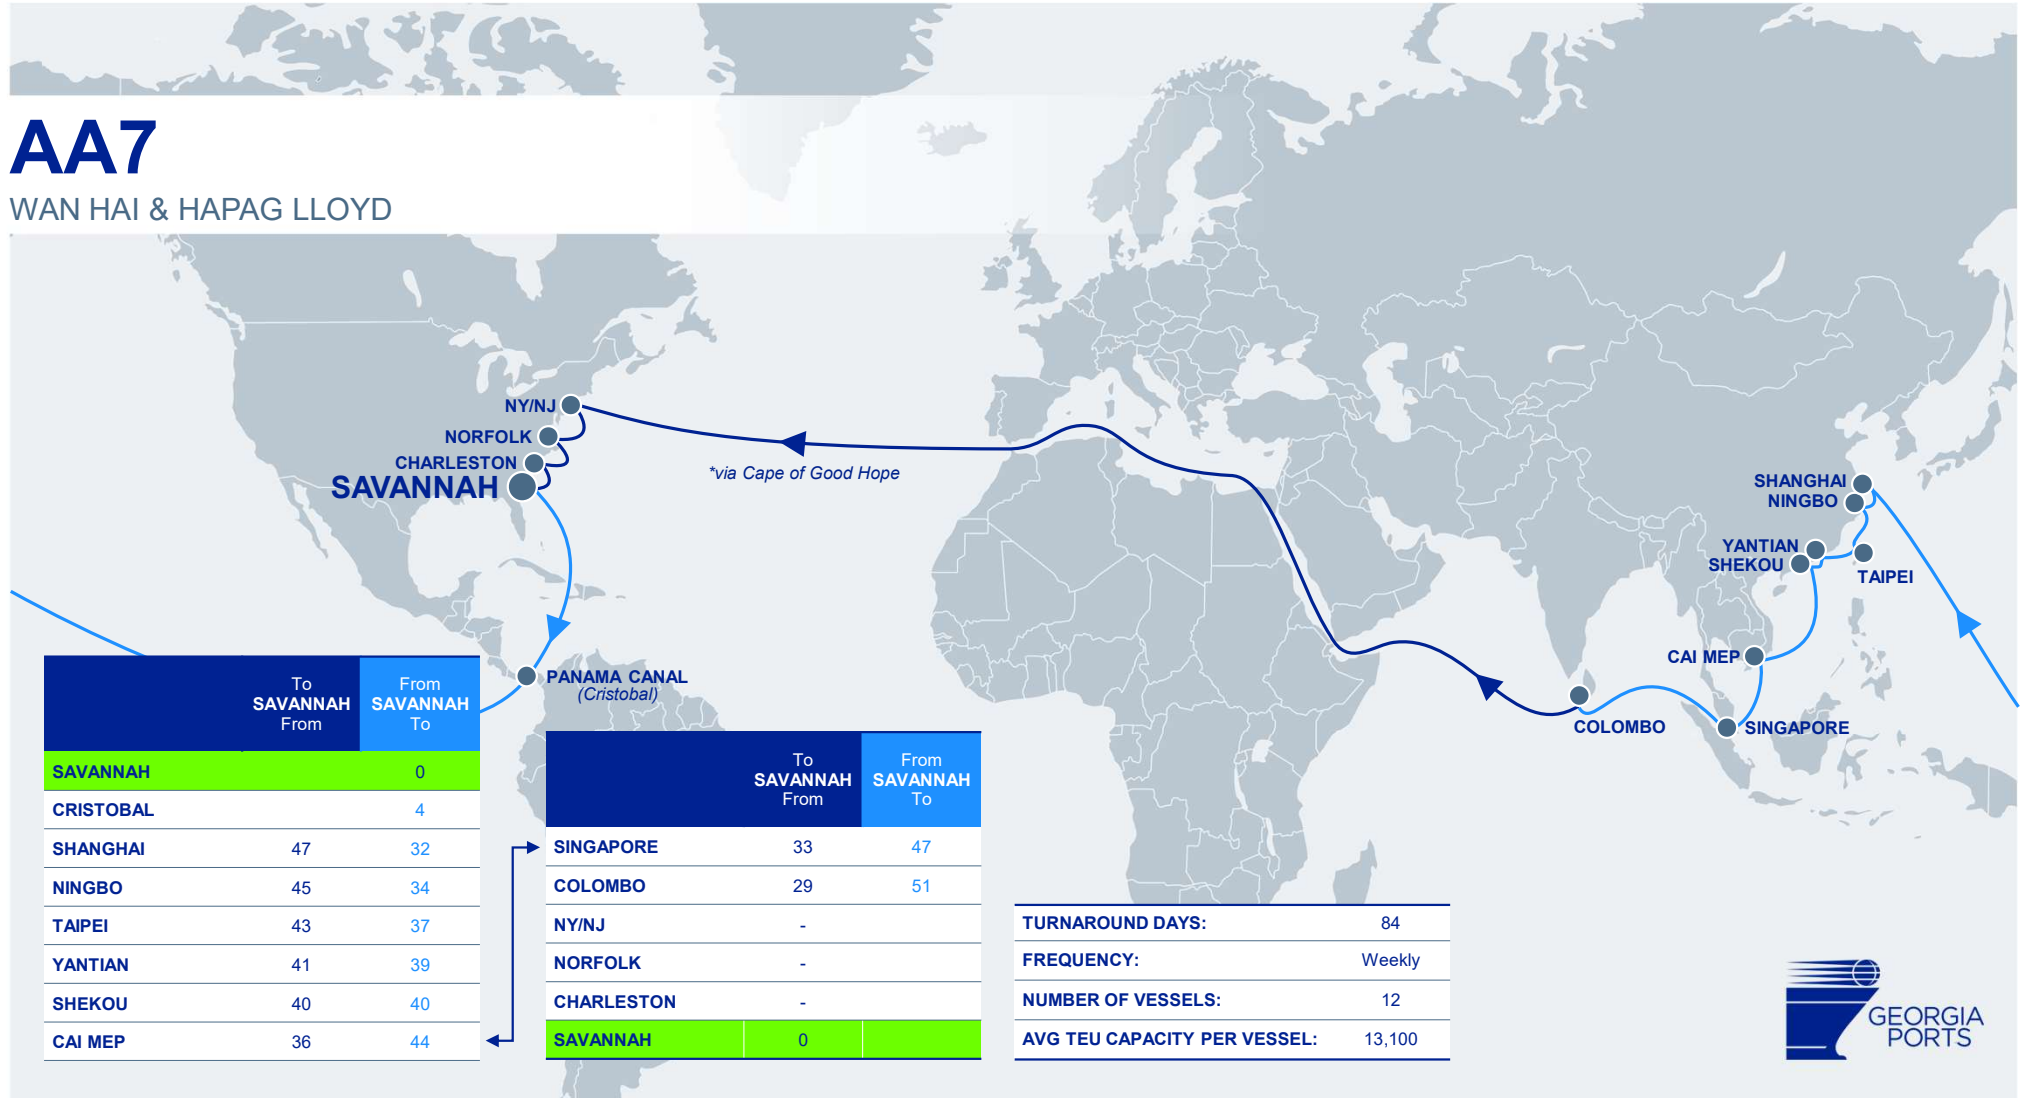 AA7
WAN HAI & HAPAG LLOYD
NY/NJ
NORFOLK
CHARLESTON
SAVANNAH
*via Cape of Good Hope
PANAMA CANAL
(Cristobal)
SHANGHAI
NINGBO
YANTIAN
SHEKOU
TAIPEI
CAI MEP
COLOMBO
SINGAPORE
To SAVANNAH From
From SAVANNAH To
SAVANNAH 0
CRISTOBAL 4
SHANGHAI 47 32
NINGBO 45 34
TAIPEI 43 37
YANTIAN 41 39
SHEKOU 40 40
CAI MEP 36 44
To SAVANNAH From
From SAVANNAH To
SINGAPORE 33 47
COLOMBO 29 51
NY/NJ -
NORFOLK -
CHARLESTON -
SAVANNAH 0
TURNAROUND DAYS: 84
FREQUENCY: Weekly
NUMBER OF VESSELS: 12
AVG TEU CAPACITY PER VESSEL: 13,100
GEORGIA
PORTS